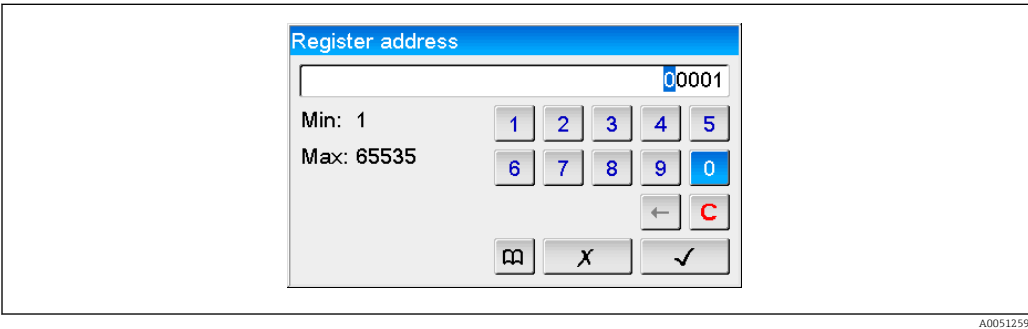 Register address
00001
Min: 1
Max: 65535
1 2 3 4 5
6 7 8 9 0
← C
X ✓
A0051259